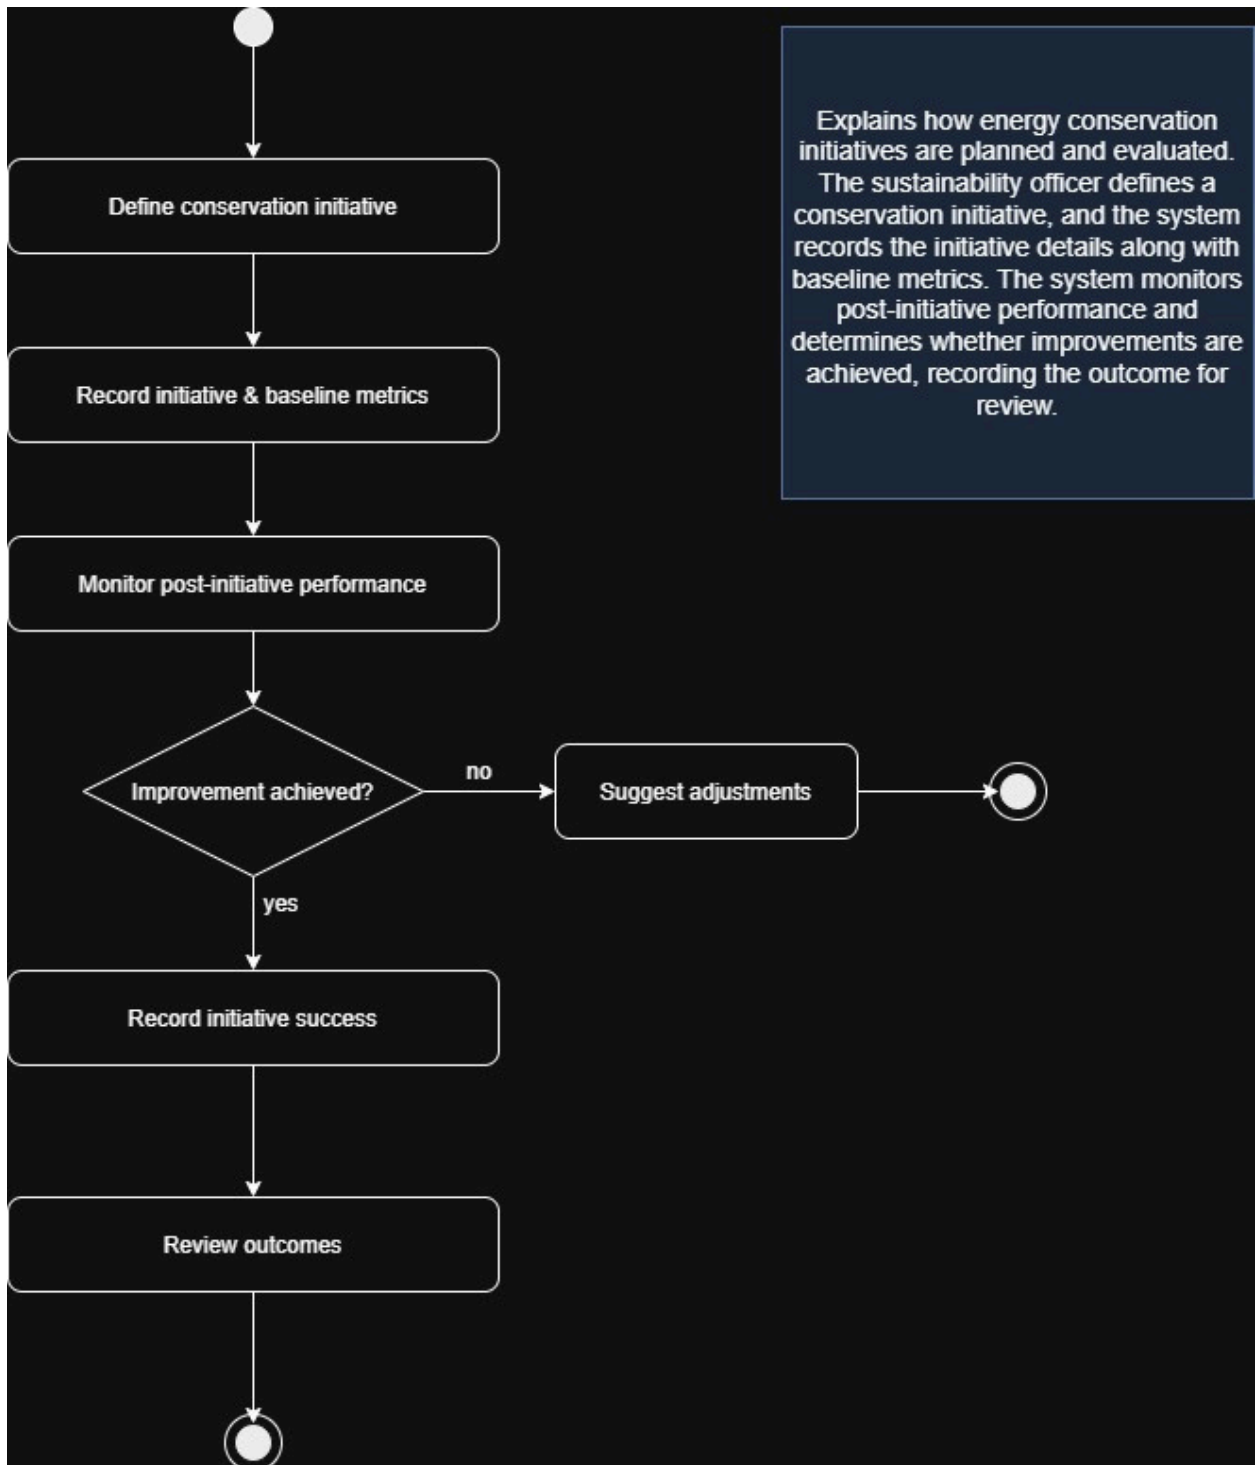 Explains how energy conservation
initiatives are planned and evaluated.
The sustainability officer defines a
conservation initiative, and the system
records the initiative details along with
baseline metrics. The system monitors
post-initiative performance and
determines whether improvements are
achieved, recording the outcome for
review.
Define conservation initiative
Record initiative & baseline metrics
Monitor post-initiative performance
Improvement achieved?
no
Suggest adjustments
yes
Record initiative success
Review outcomes